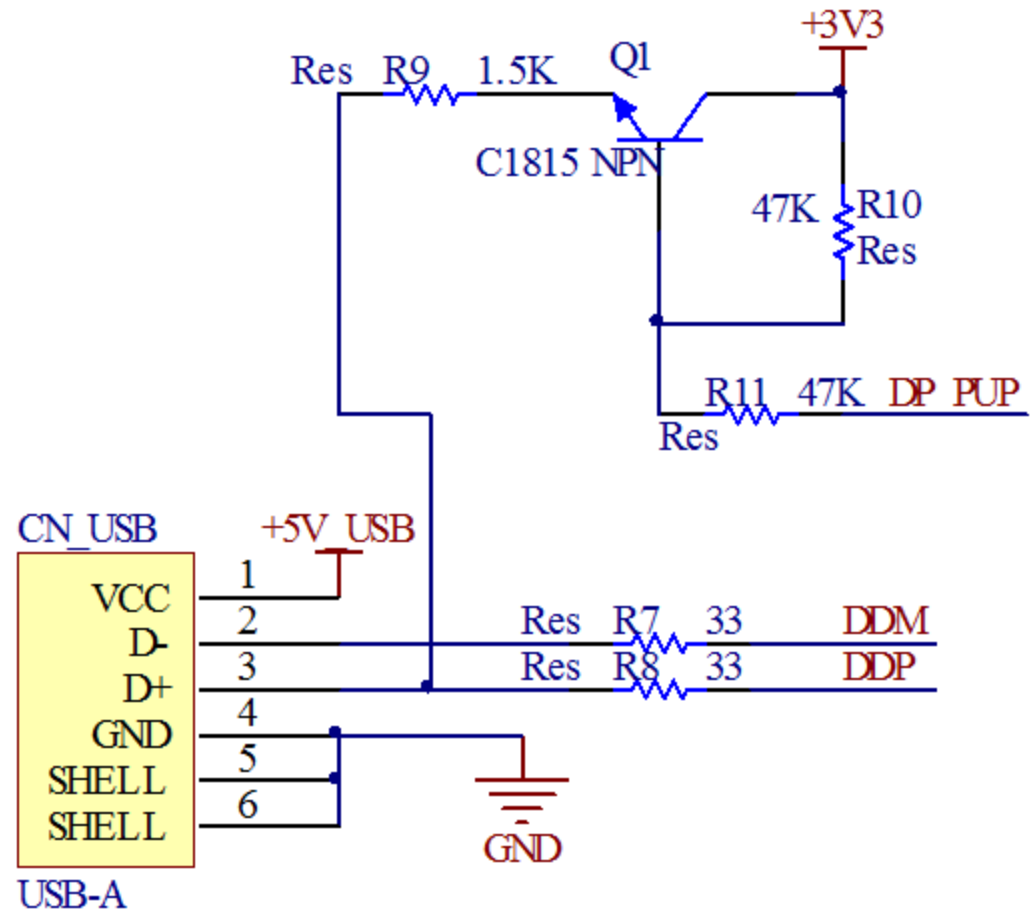 +3V3
Res R9 1.5K Q1
C1815 NPN
47K R10
Res
R11 47K DP_PUP
Res
CN_USB +5V_USB
VCC 1
D- 2 Res R7 33 DDM
D+ 3 Res R8 33 DDP
GND 4
SHELL 5
SHELL 6
GND
USB-A